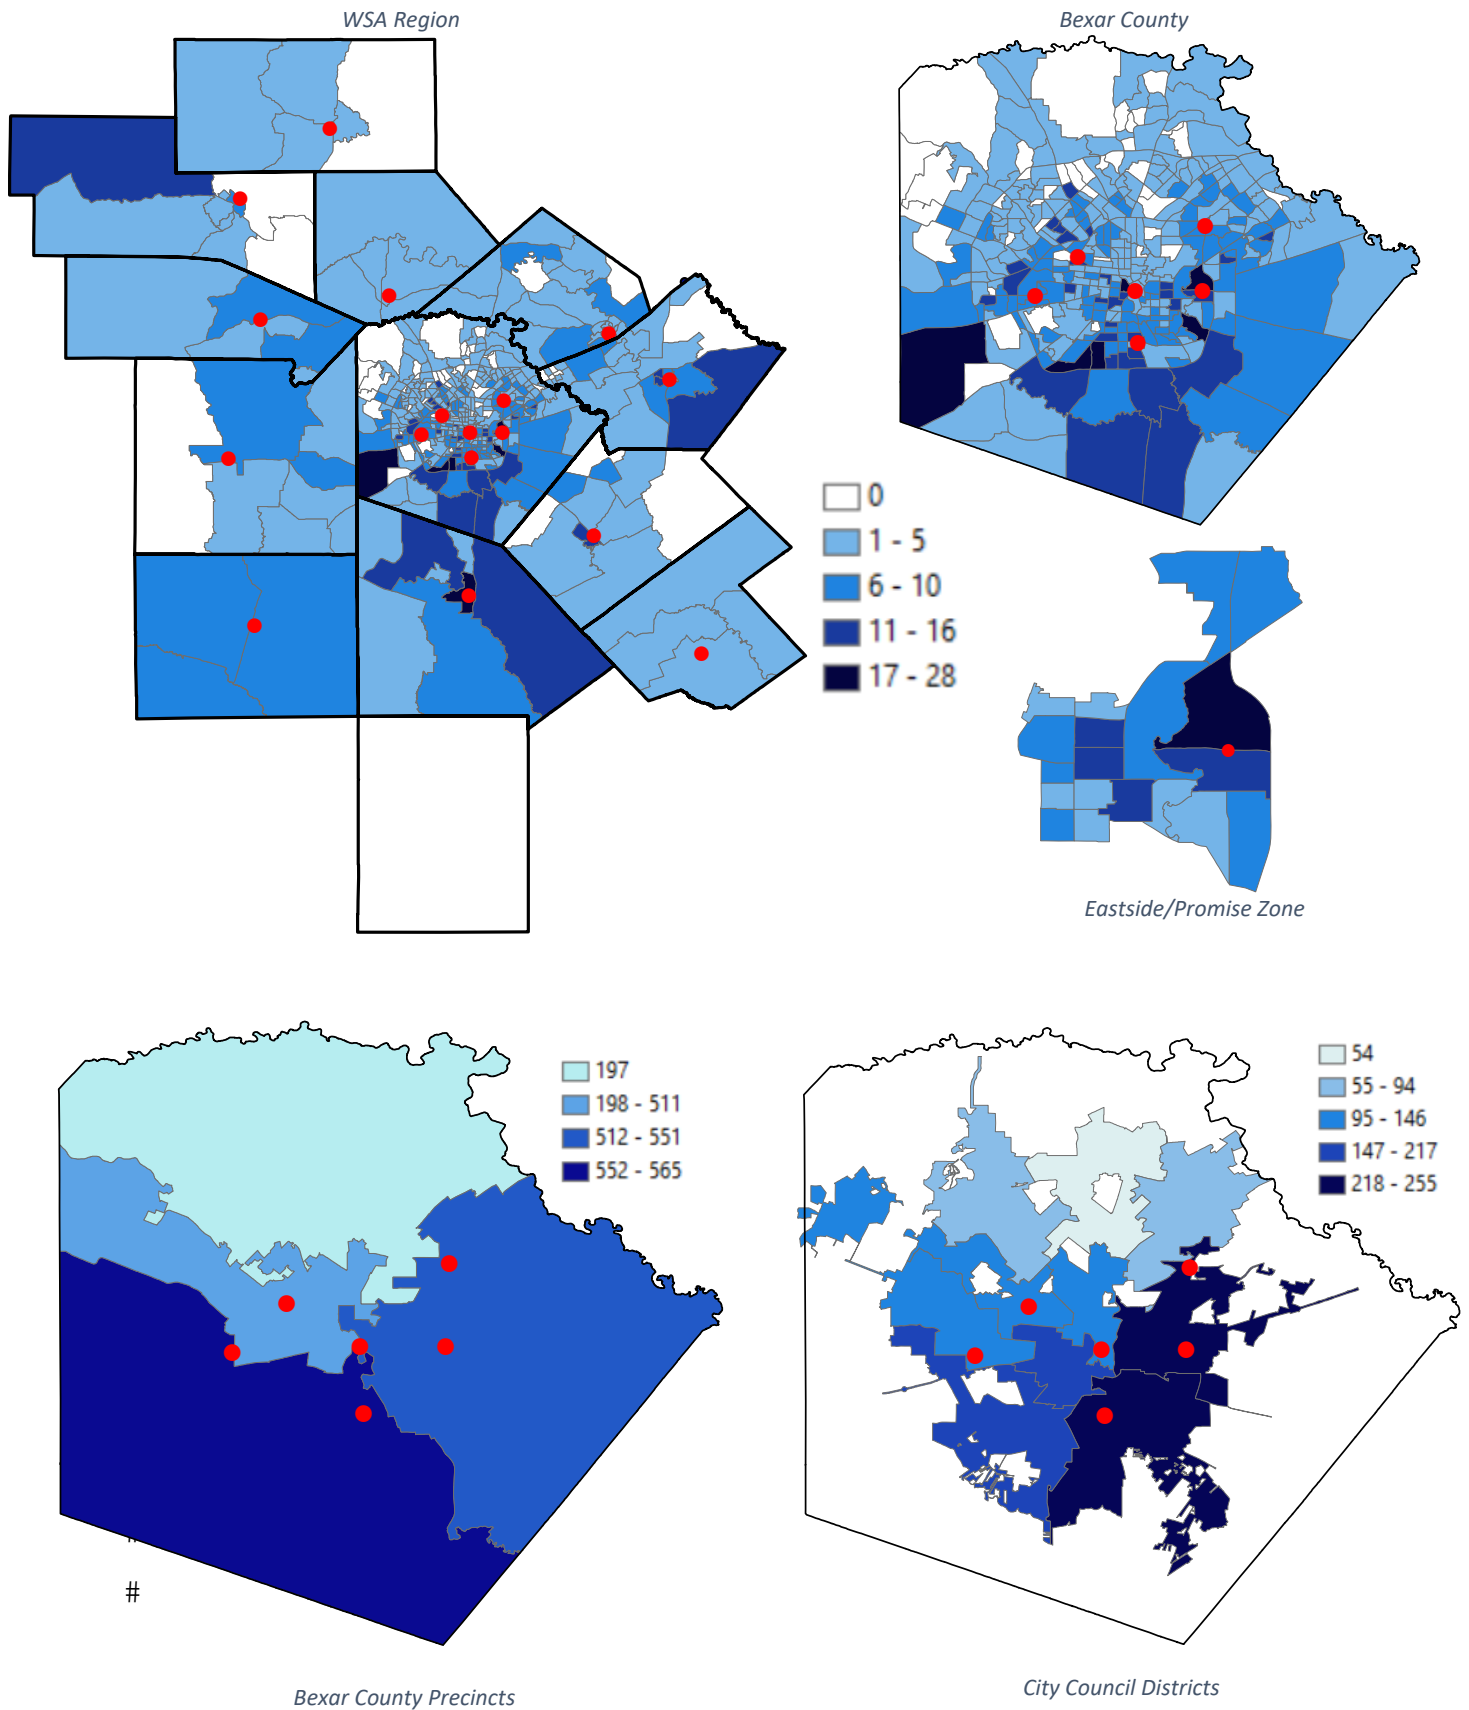 WSA Region
Bexar County
0
1 - 5
6 - 10
11 - 16
17 - 28
Eastside/Promise Zone
197
198 - 511
512 - 551
552 - 565
54
55 - 94
95 - 146
147 - 217
218 - 255
#
Bexar County Precincts
City Council Districts